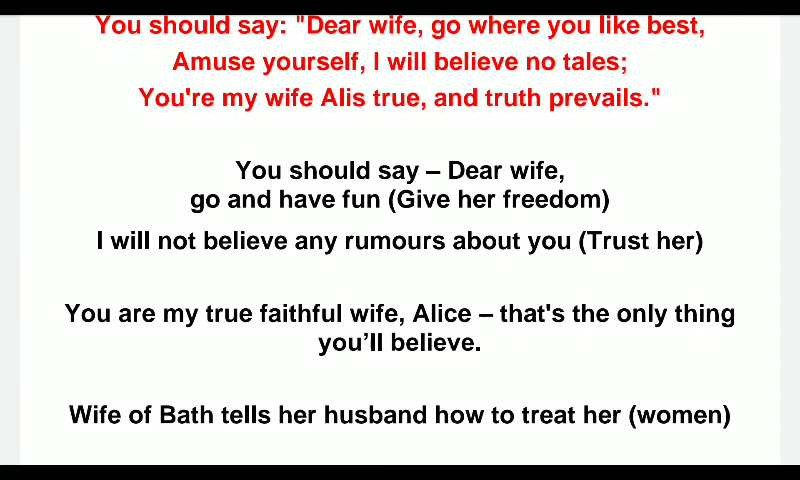 You should say: "Dear wife, go where you like best,
Amuse yourself, I will believe no tales;
You're my wife Alis true, and truth prevails."
You should say – Dear wife,
go and have fun (Give her freedom)
I will not believe any rumours about you (Trust her)
You are my true faithful wife, Alice – that's the only thing
you’ll believe.
Wife of Bath tells her husband how to treat her (women)